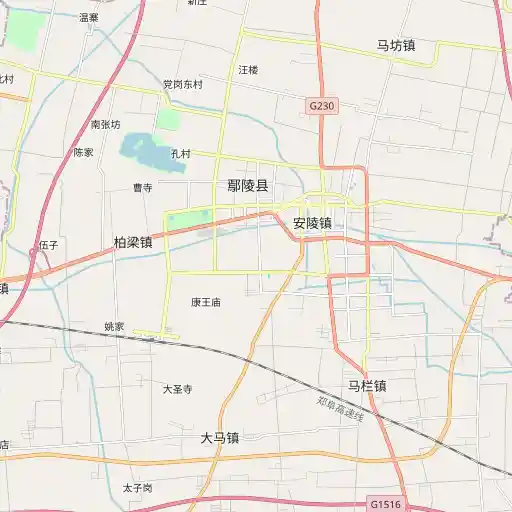 新庄
温寨
马坊镇
汪楼
北村
党岗东村
G230
南张坊
陈家
孔村
曹寺
鄢陵县
安陵镇
柏梁镇
伍子
镇
康王庙
姚家
马栏镇
大圣寺
郑阜高速线
大马镇
店
太子岗
G1516